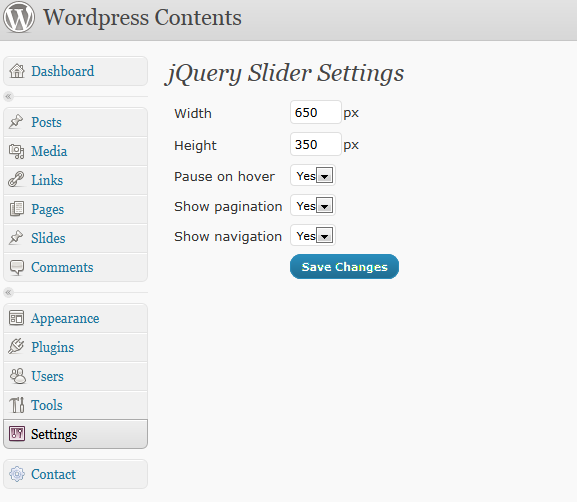 Wordpress Contents
Dashboard
Posts
Media
Links
Pages
Slides
Comments
Appearance
Plugins
Users
Tools
Settings
Contact
jQuery Slider Settings
Width 650 px
Height 350 px
Pause on hover Yes
Show pagination Yes
Show navigation Yes
Save Changes